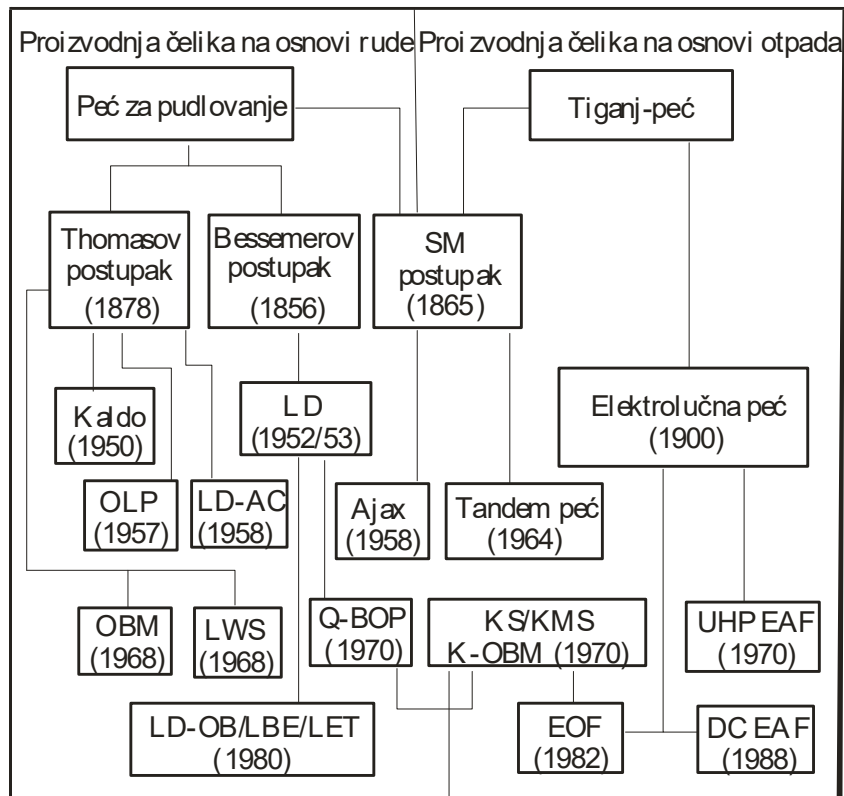 Proizvodnja čelika na osnovi rude
Proizvodnja čelika na osnovi otpada
Peć za pudlovanje
Tiganj-peć
Thomasov
postupak
(1878)
Bessemerov
postupak
(1856)
SM
postupak
(1865)
Kaldo
(1950)
LD
(1952/53)
Elektrolučna peć
(1900)
OLP
(1957)
LD-AC
(1958)
Ajax
(1958)
Tandem peć
(1964)
OBM
(1968)
LWS
(1968)
Q-BOP
(1970)
KS/KMS
K-OBM (1970)
UHP EAF
(1970)
LD-OB/LBE/LET
(1980)
EOF
(1982)
DC EAF
(1988)